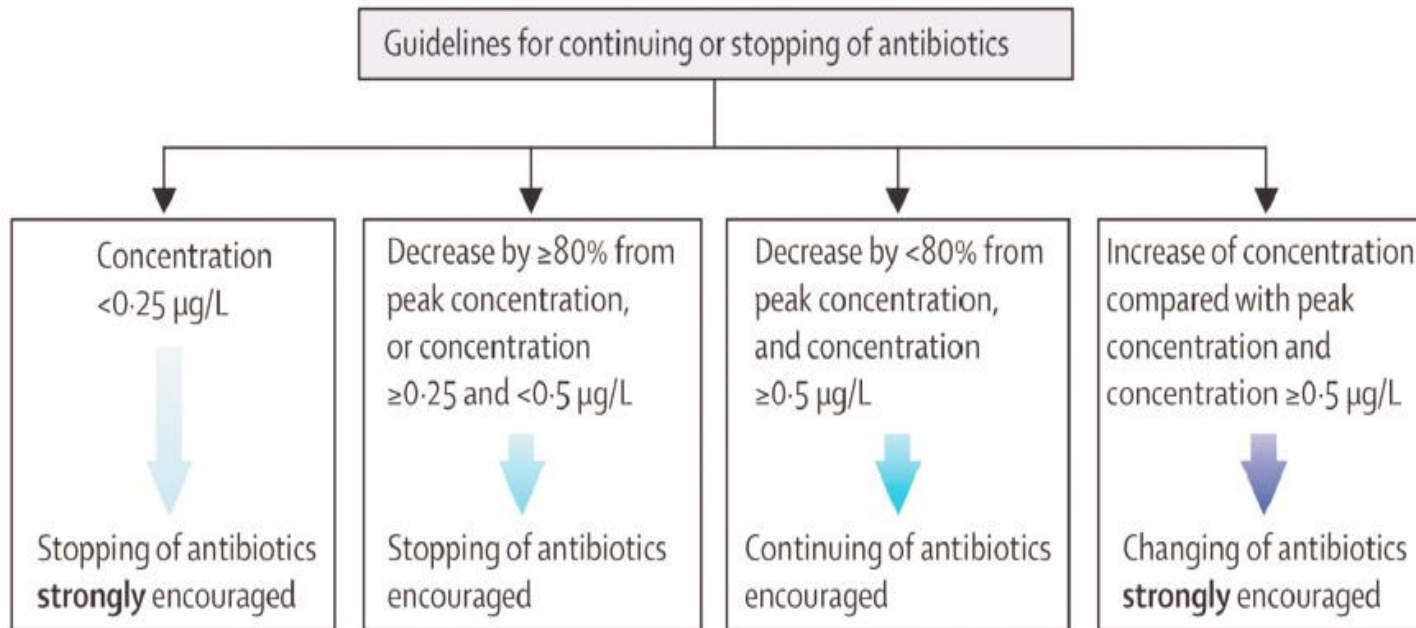 Guidelines for continuing or stopping of antibiotics
Concentration
<0·25 µg/L
Stopping of antibiotics
strongly encouraged
Decrease by ≥80% from
peak concentration,
or concentration
≥0·25 and <0·5 µg/L
Stopping of antibiotics
encouraged
Decrease by <80% from
peak concentration,
and concentration
≥0·5 µg/L
Continuing of antibiotics
encouraged
Increase of concentration
compared with peak
concentration and
concentration ≥0·5 µg/L
Changing of antibiotics
strongly encouraged